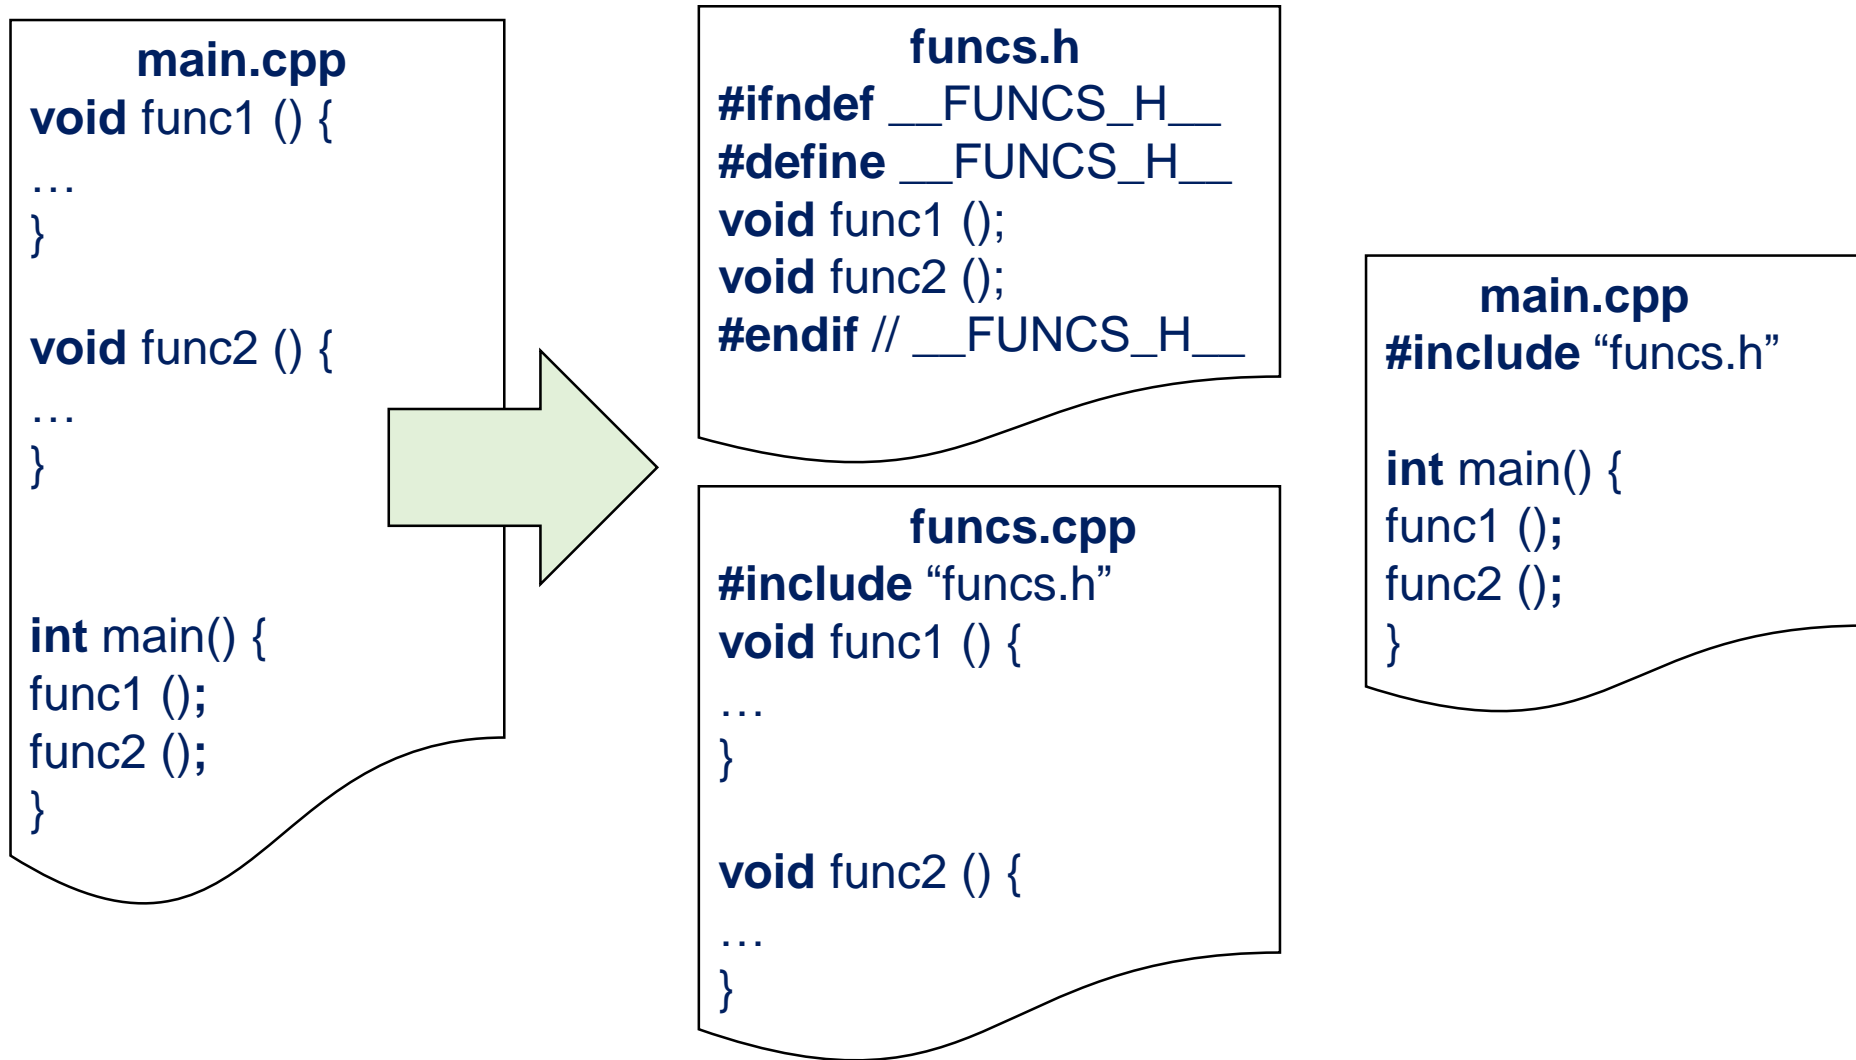 main.cpp
void func1 () {
…
}
void func2 () {
…
}
int main() {
func1 ();
func2 ();
}
funcs.h
#ifndef __FUNCS_H__
#define __FUNCS_H__
void func1 ();
void func2 ();
#endif // __FUNCS_H__
funcs.cpp
#include “funcs.h”
void func1 () {
…
}
void func2 () {
…
}
main.cpp
#include “funcs.h”
int main() {
func1 ();
func2 ();
}